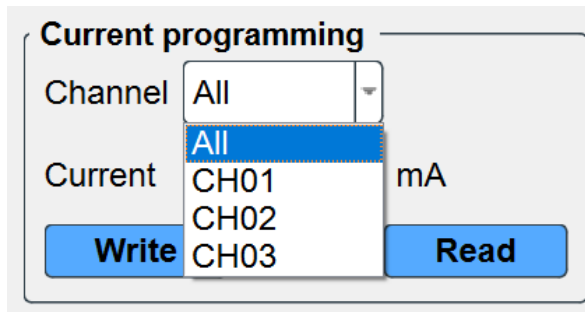 Current programming
Channel All
All
Current CH01 mA
CH02
Write CH03 Read